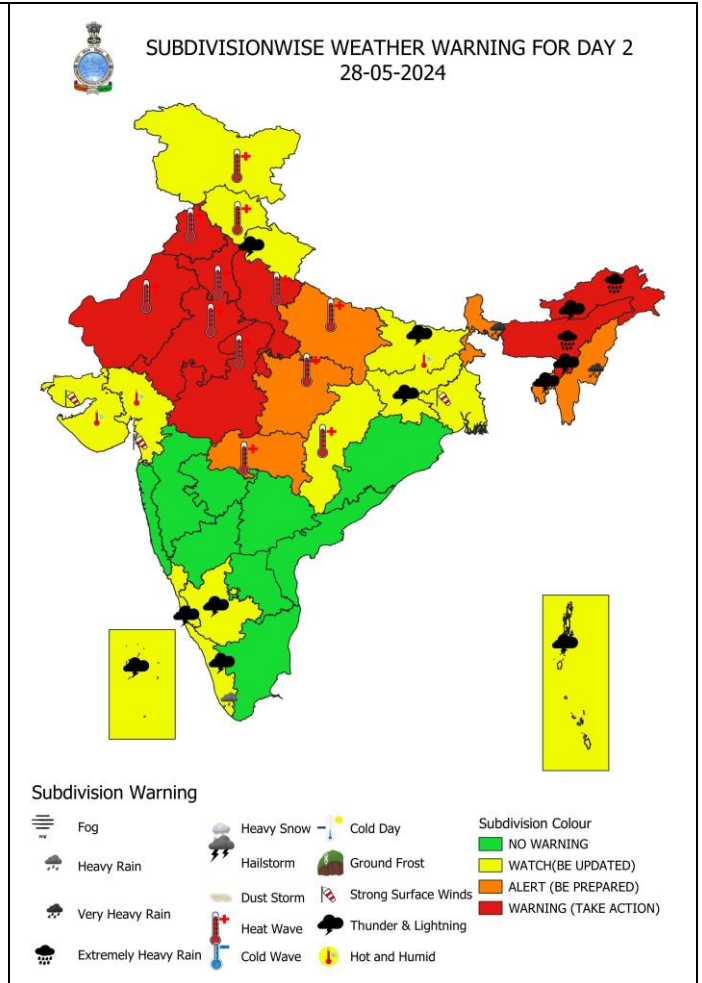 SUBDIVISIONWISE WEATHER WARNING FOR DAY 2
28-05-2024
Subdivision Warning
Fog
Heavy Rain
Very Heavy Rain
Extremely Heavy Rain
Heavy Snow
Hailstorm
Dust Storm
Heat Wave
Cold Wave
Cold Day
Ground Frost
Strong Surface Winds
Thunder & Lightning
Hot and Humid
Subdivision Colour
NO WARNING
WATCH(BE UPDATED)
ALERT (BE PREPARED)
WARNING (TAKE ACTION)